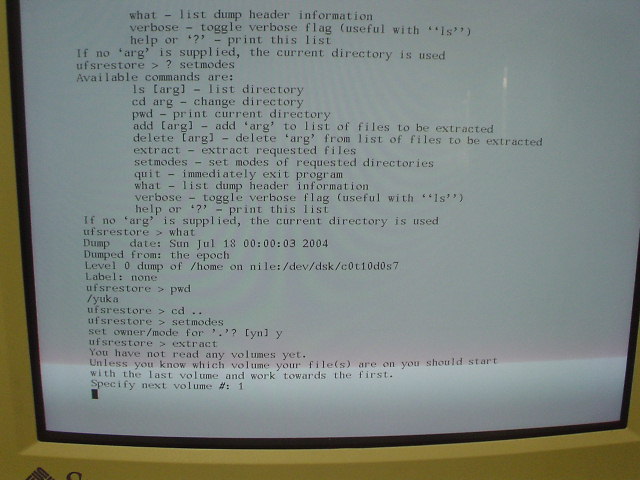 what - list dump header information
verbose - toggle verbose flag (useful with ``ls'')
help or `?' - print this list
If no `arg' is supplied, the current directory is used
ufsrestore > ? setmodes
Available commands are:
ls [arg] - list directory
cd arg - change directory
pwd - print current directory
add [arg] - add `arg' to list of files to be extracted
delete [arg] - delete `arg' from list of files to be extracted
extract - extract requested files
setmodes - set modes of requested directories
quit - immediately exit program
what - list dump header information
verbose - toggle verbose flag (useful with ``ls'')
help or `?' - print this list
If no `arg' is supplied, the current directory is used
ufsrestore > what
Dump   date: Sun Jul 18 00:00:03 2004
Dumped from: the epoch
Level 0 dump of /home on nile:/dev/dsk/c0t10d0s7
Label: none
ufsrestore > pwd
/yuka
ufsrestore > cd ..
ufsrestore > setmodes
set owner/mode for '.'? [yn] y
ufsrestore > extract
You have not read any volumes yet.
Unless you know which volume your file(s) are on you should start
with the last volume and work towards the first.
Specify next volume #: 1